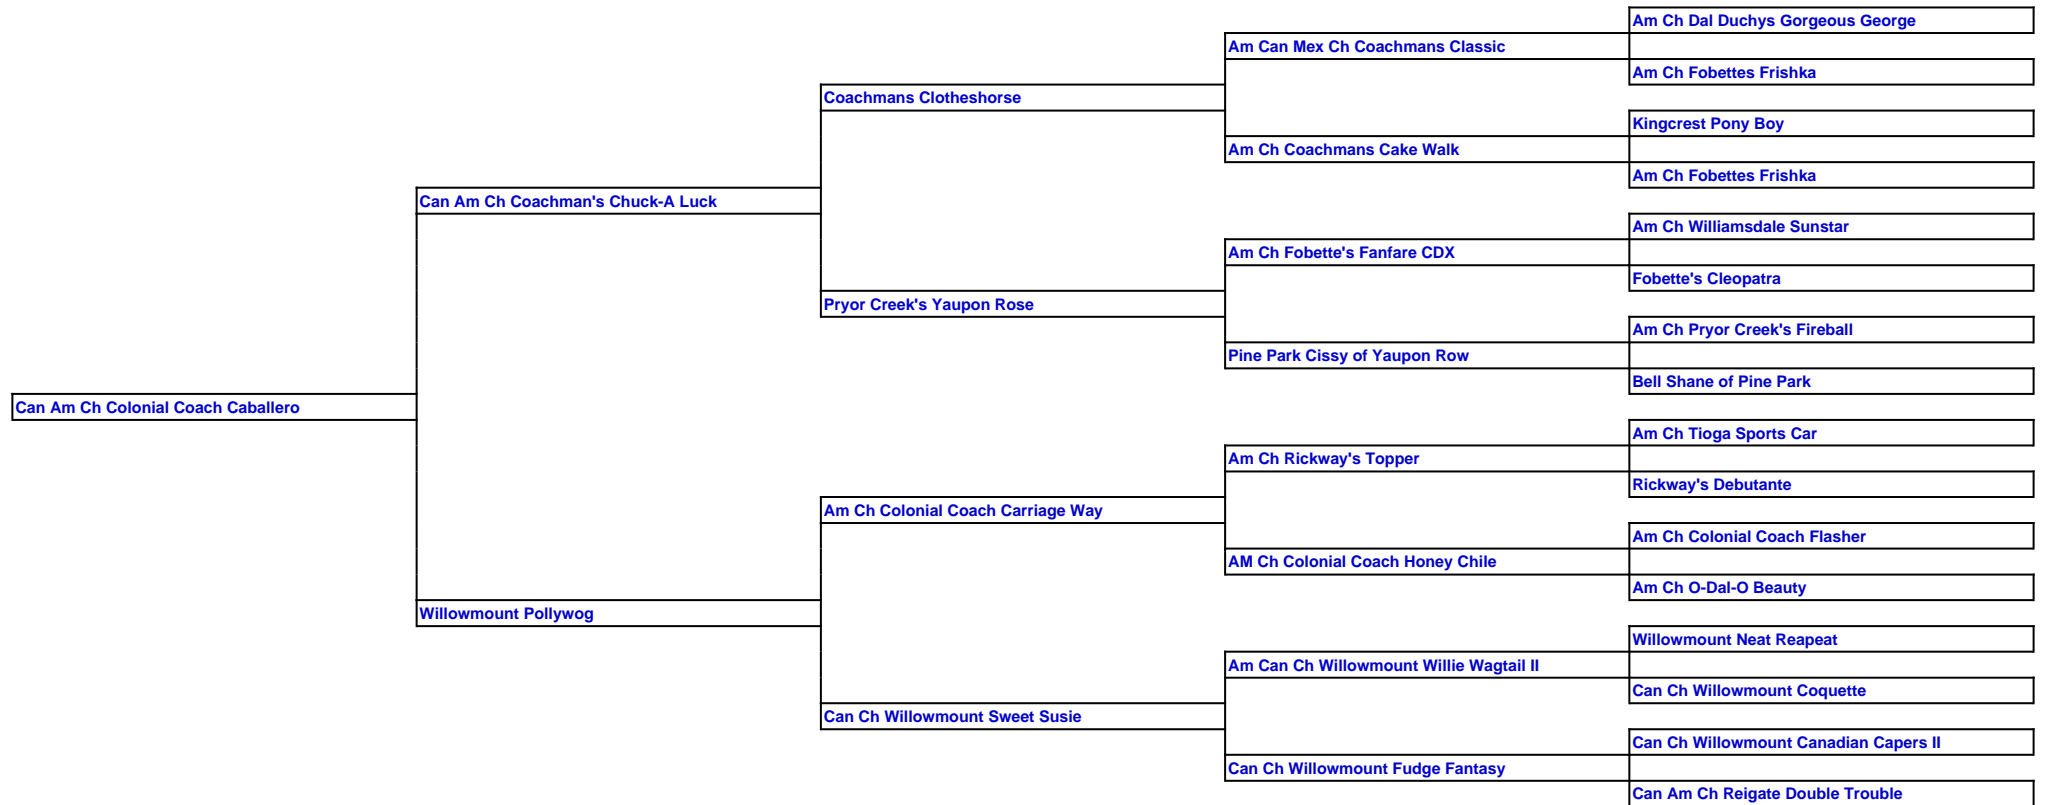 Am Ch Dal Duchys Gorgeous George
Am Can Mex Ch Coachmans Classic
Am Ch Fobettes Frishka
Coachmans Clotheshorse
Kingcrest Pony Boy
Am Ch Coachmans Cake Walk
Am Ch Fobettes Frishka
Can Am Ch Coachman's Chuck-A Luck
Am Ch Williamsdale Sunstar
Am Ch Fobette's Fanfare CDX
Fobette's Cleopatra
Pryor Creek's Yaupon Rose
Am Ch Pryor Creek's Fireball
Pine Park Cissy of Yaupon Row
Bell Shane of Pine Park
Can Am Ch Colonial Coach Caballero
Am Ch Tioga Sports Car
Am Ch Rickway's Topper
Rickway's Debutante
Am Ch Colonial Coach Carriage Way
Am Ch Colonial Coach Flasher
AM Ch Colonial Coach Honey Chile
Am Ch O-Dal-O Beauty
Willowmount Pollywog
Willowmount Neat Reapeat
Am Can Ch Willowmount Willie Wagtail II
Can Ch Willowmount Coquette
Can Ch Willowmount Sweet Susie
Can Ch Willowmount Canadian Capers II
Can Ch Willowmount Fudge Fantasy
Can Am Ch Reigate Double Trouble